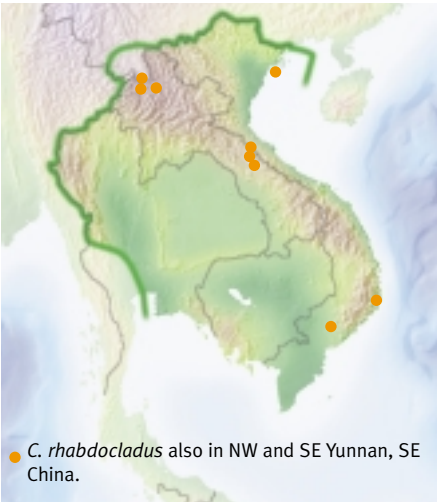 C. rhabdocladus also in NW and SE Yunnan, SE
China.